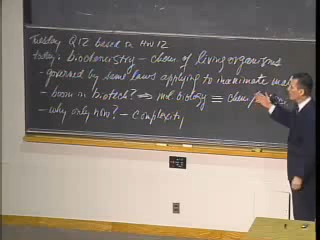 Tuesday Q12 based on HW12
today: biochemistry - chem. of living organisms
- governed by same laws applying to inanimate
- boom in biotech? ⇒ mol. biology ≡ chem
- why only now? - complexity